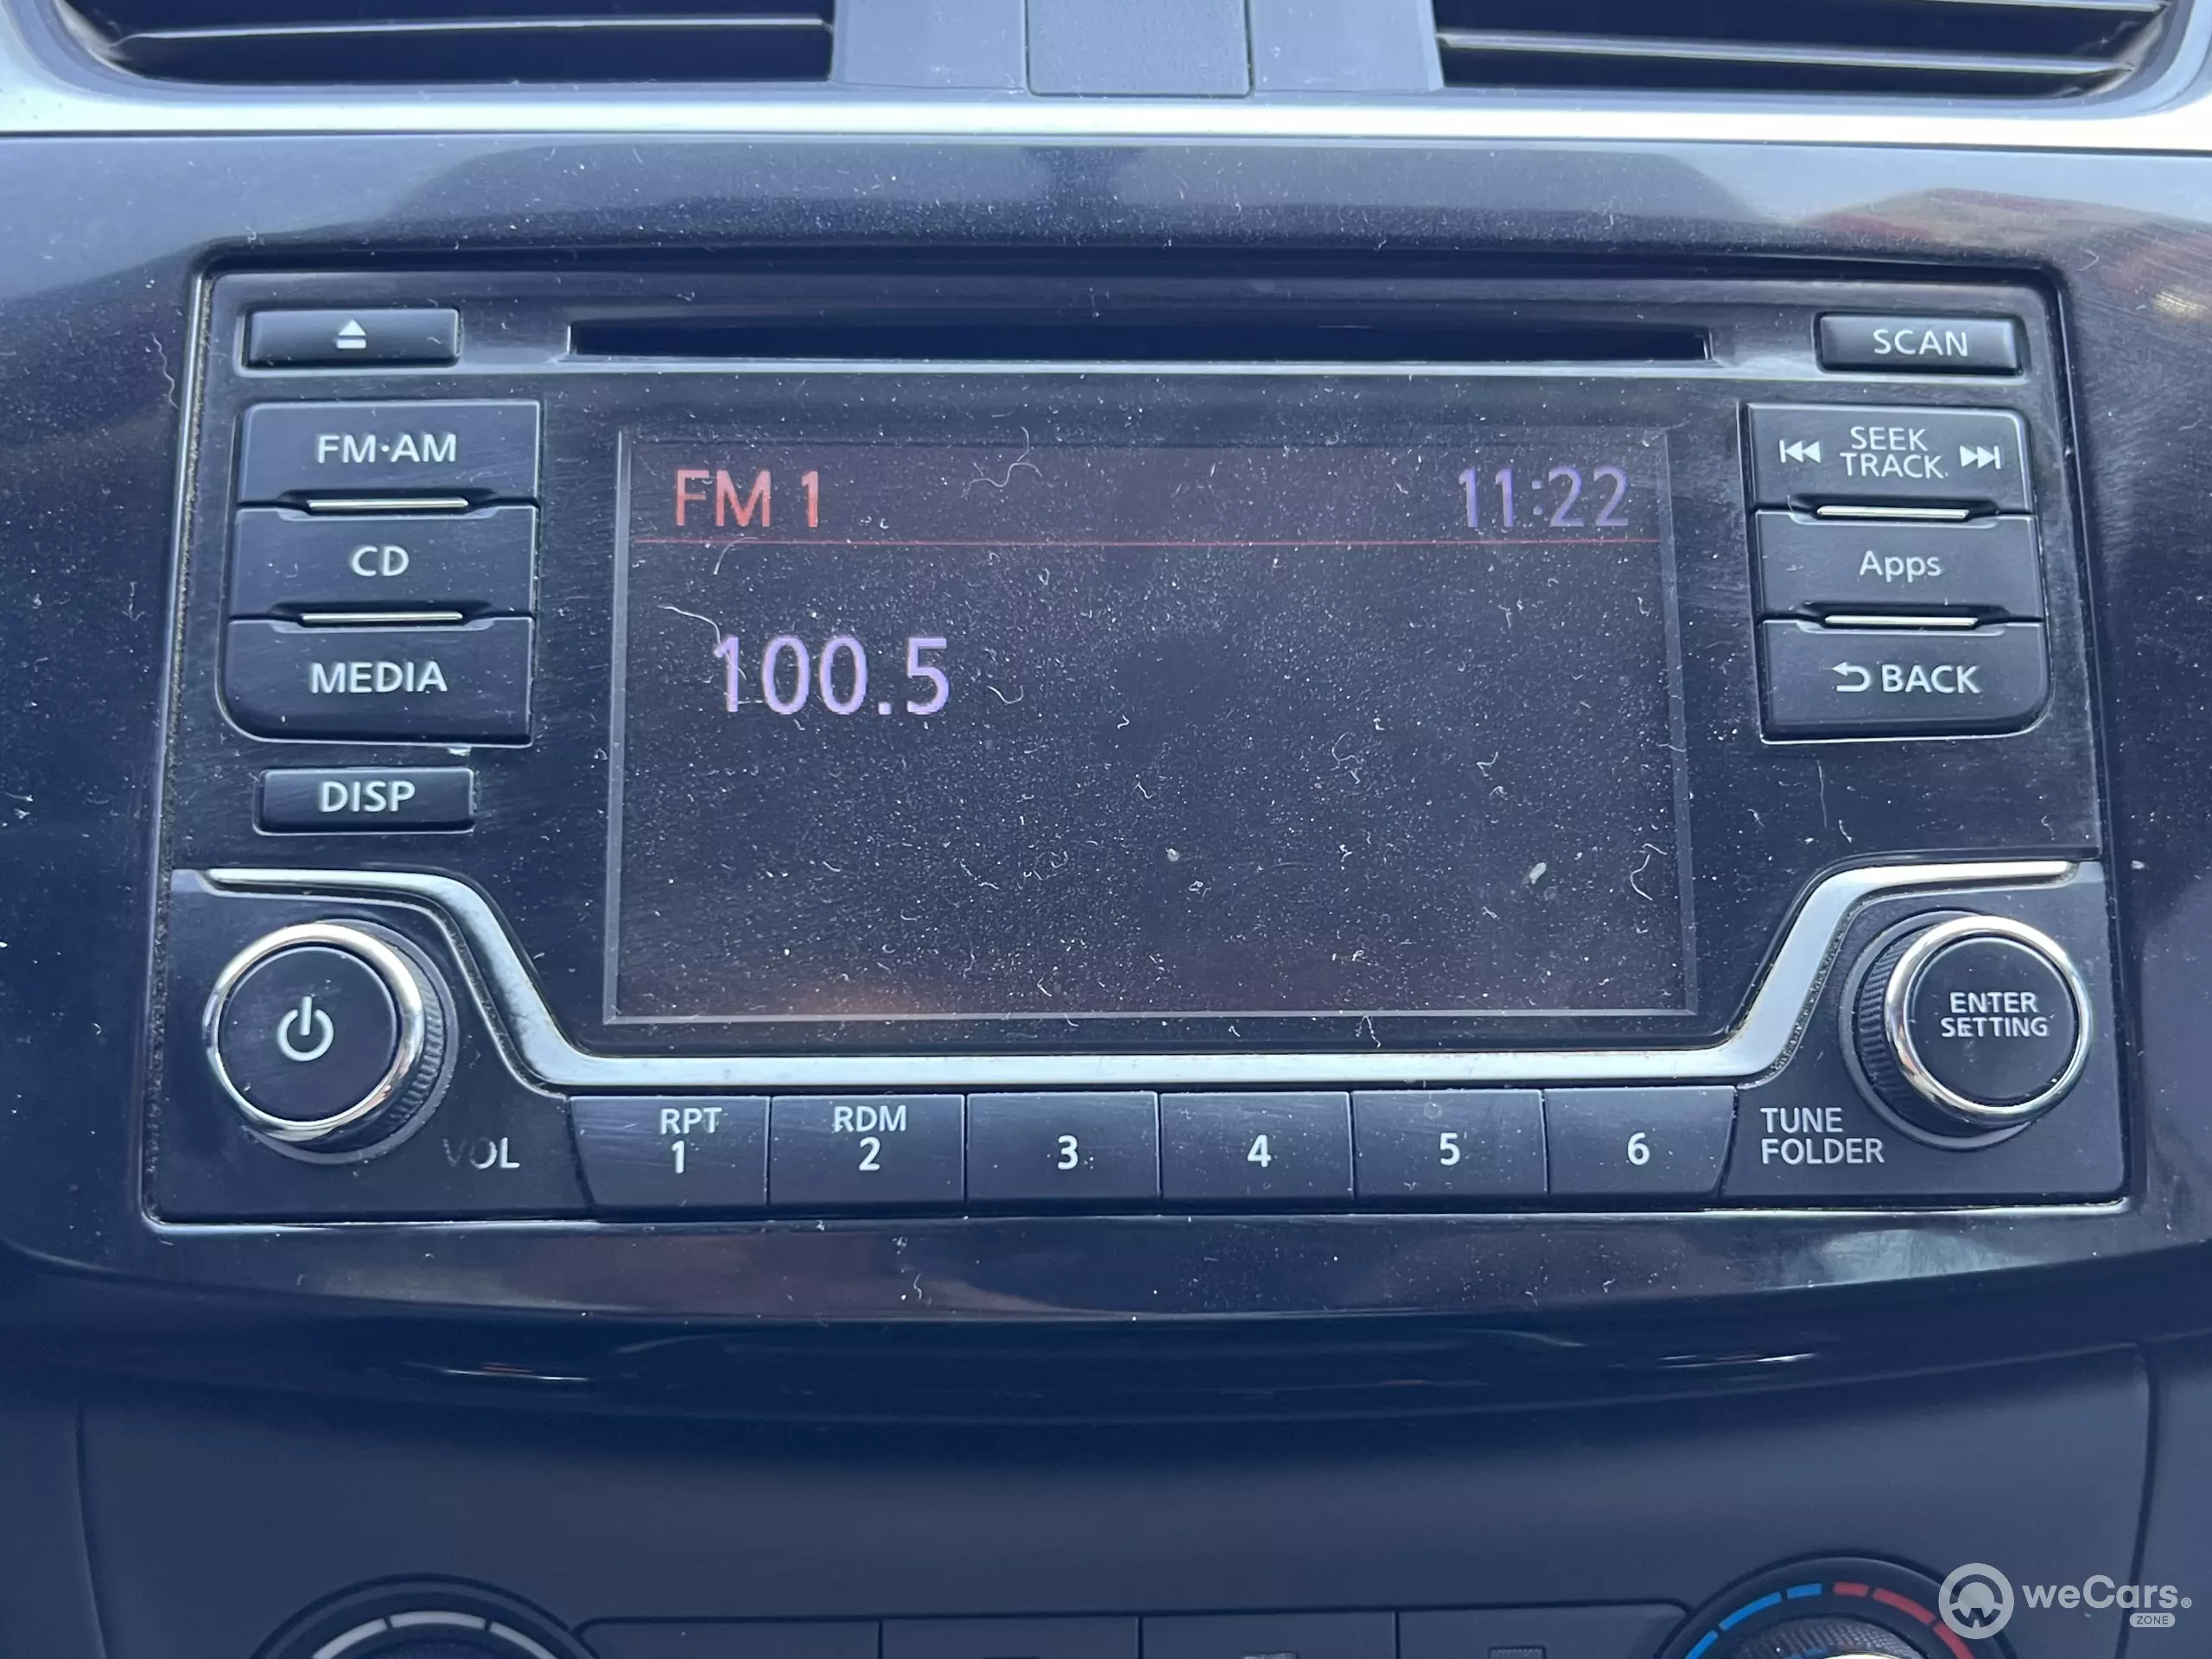 SCAN
FM·AM
SEEK
TRACK
FM 1
11:22
CD
Apps
100.5
MEDIA
BACK
DISP
ENTER
SETTING
VOL
RPT
1
RDM
2
3
4
5
6
TUNE
FOLDER
weCars®
ZONE